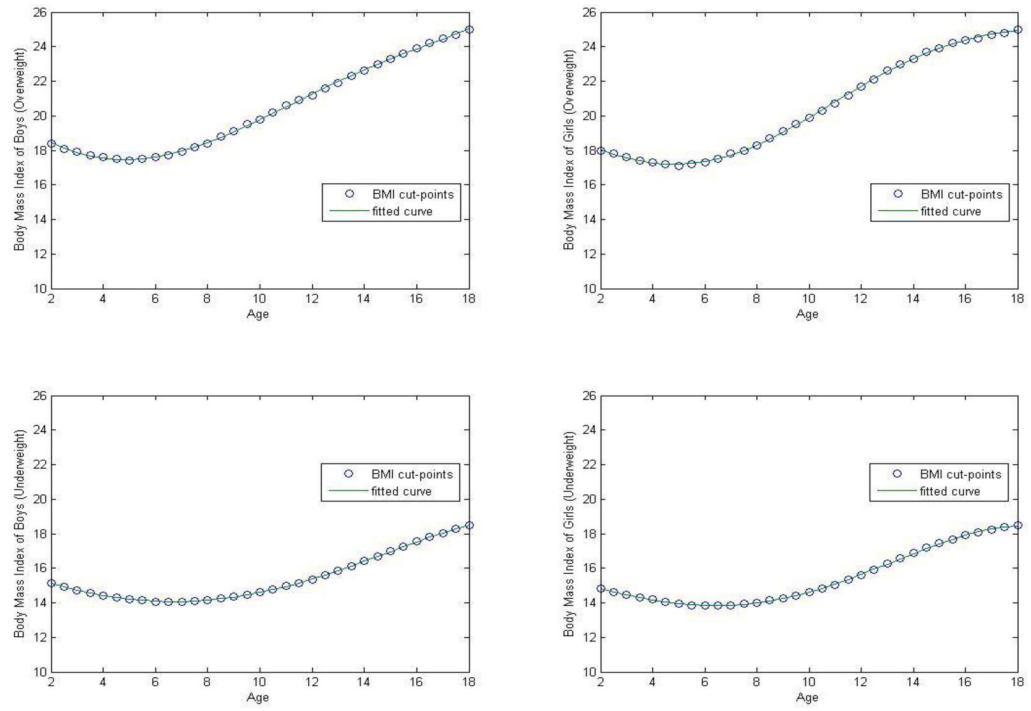 Body Mass Index of Boys (Overweight)
26
24
22
20
18
16
14
12
10
BMI cut-points
fitted curve
2 4 6 8 10 12 14 16 18
Age
Body Mass Index of Girls (Overweight)
26
24
22
20
18
16
14
12
10
BMI cut-points
fitted curve
2 4 6 8 10 12 14 16 18
Age
Body Mass Index of Boys (Underweight)
26
24
22
20
18
16
14
12
10
BMI cut-points
fitted curve
2 4 6 8 10 12 14 16 18
Age
Body Mass Index of Girls (Underweight)
26
24
22
20
18
16
14
12
10
BMI cut-points
fitted curve
2 4 6 8 10 12 14 16 18
Age